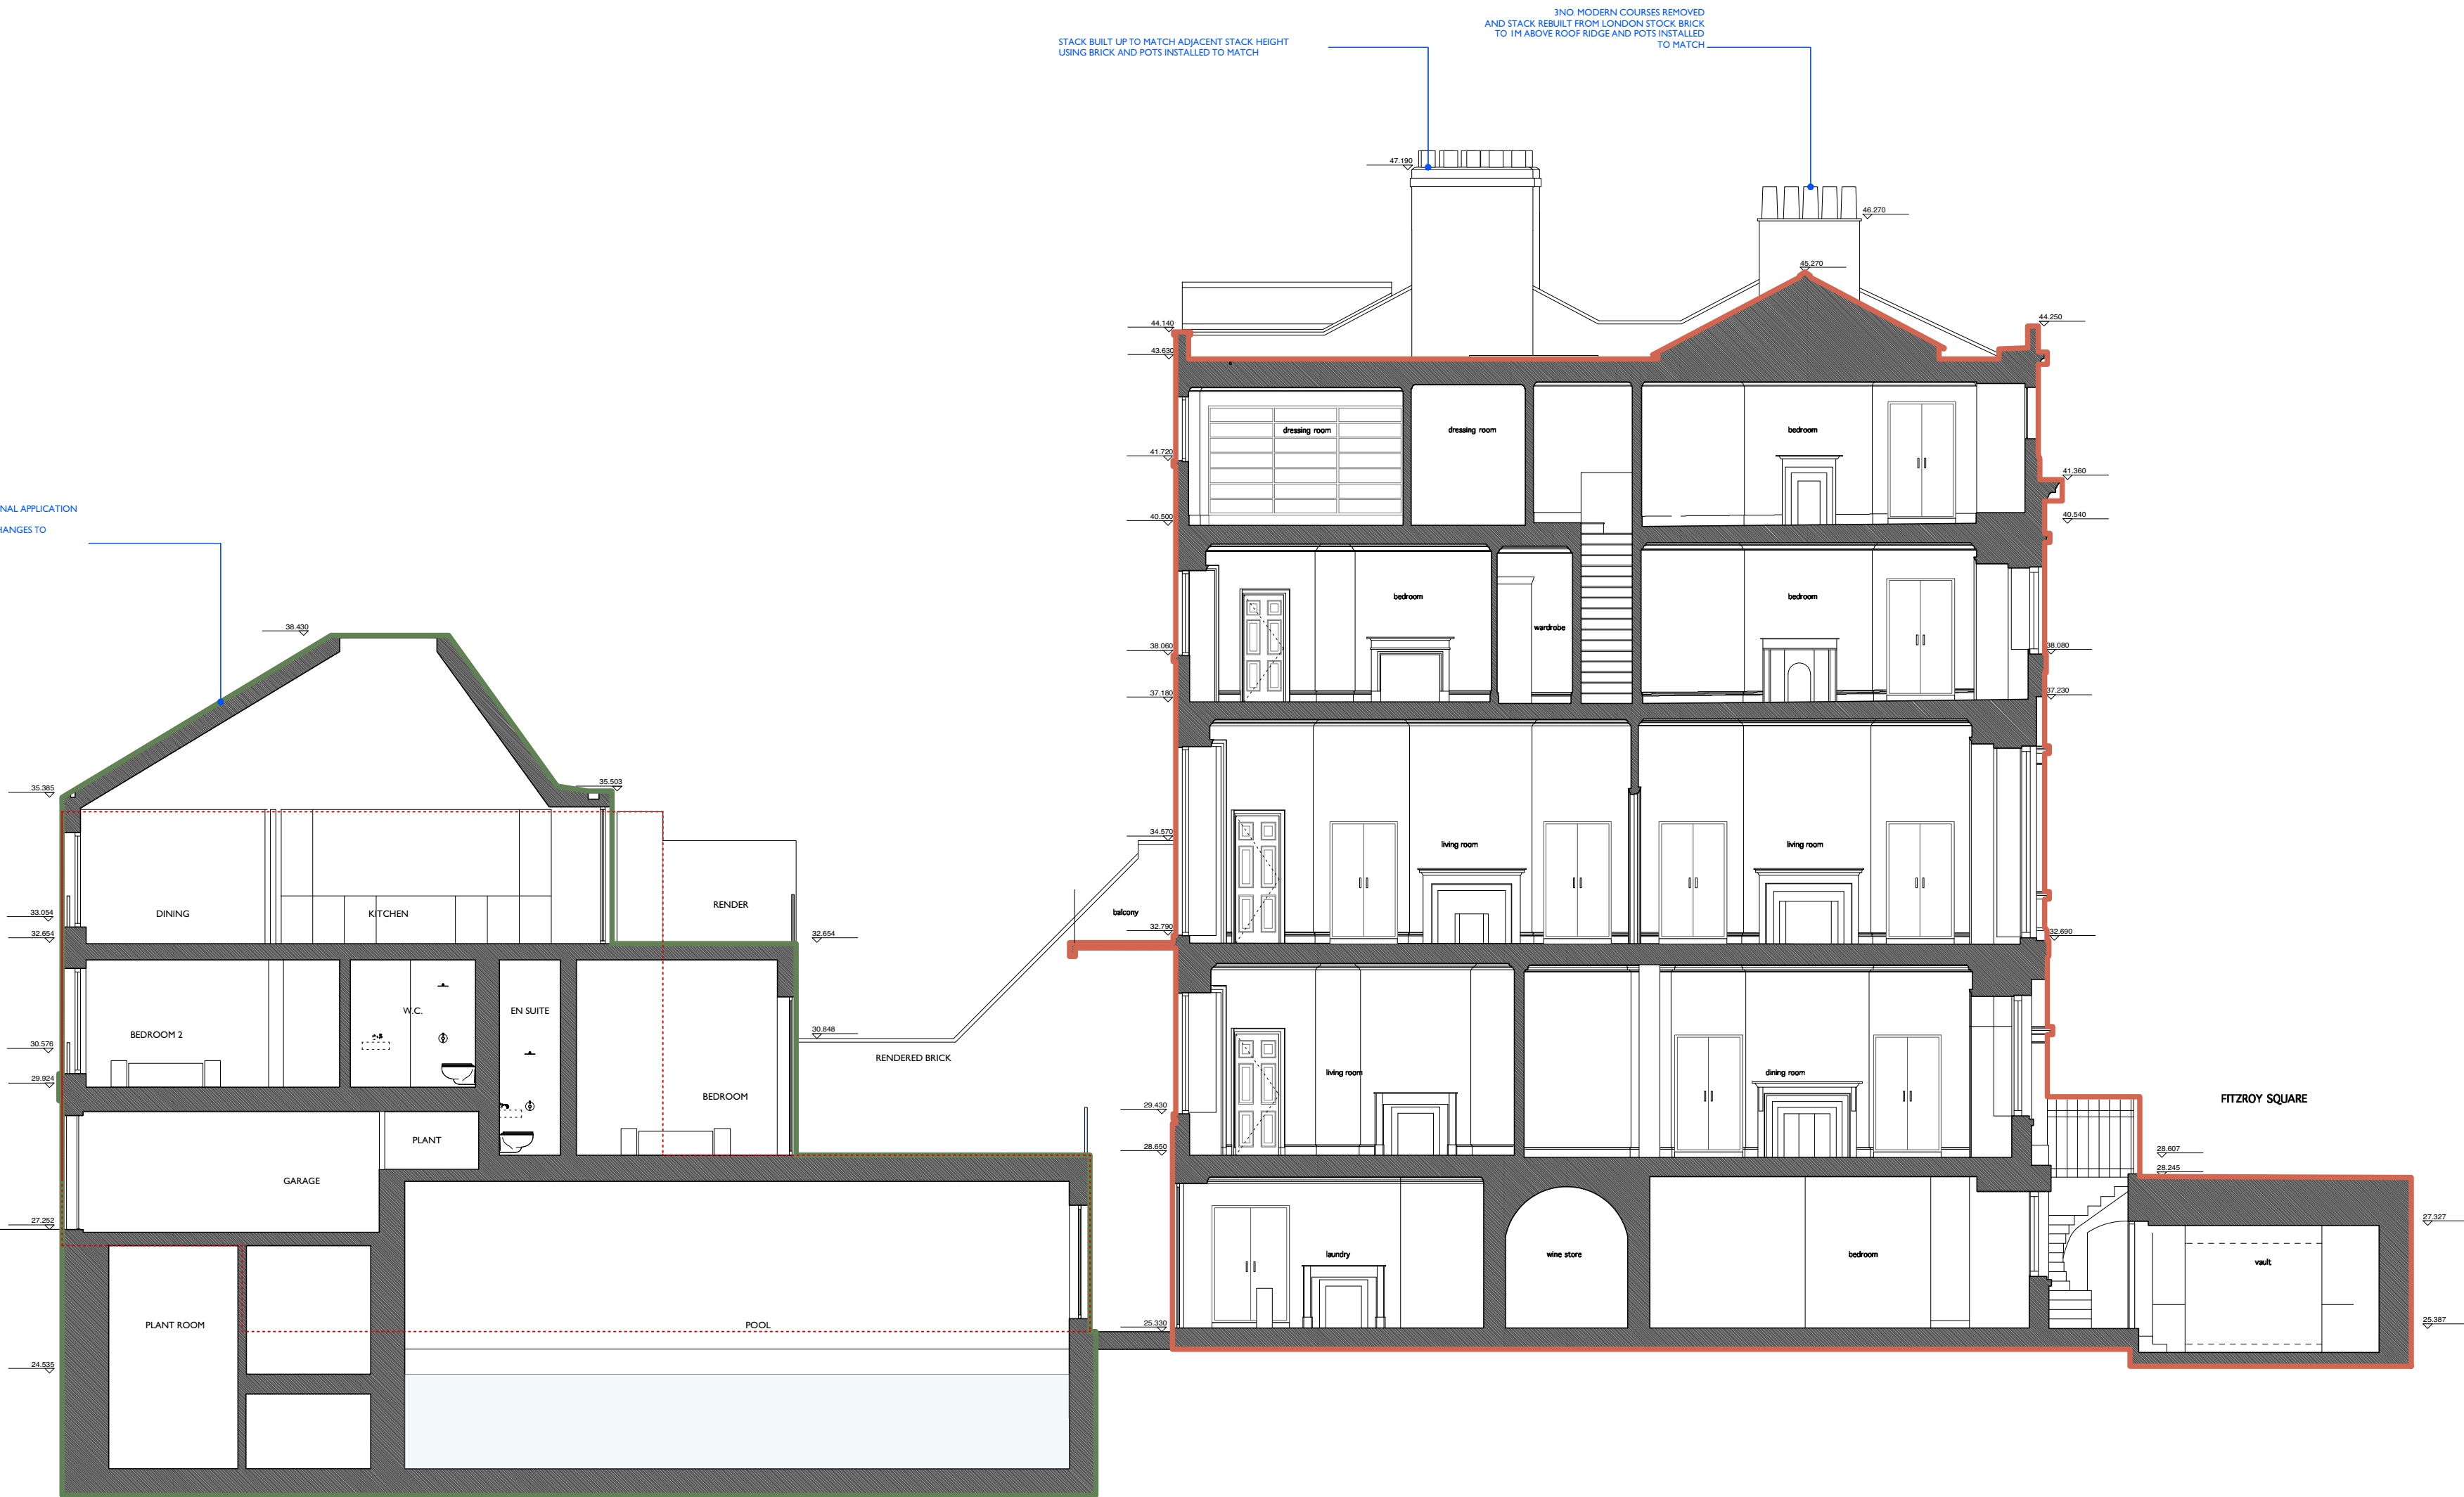 3NO MODERN COURSES REMOVED
AND STACK REBUILT FROM LONDON STOCK BRICK
TO 1M ABOVE ROOF RIDGE AND POTS INSTALLED
TO MATCH
STACK BUILT UP TO MATCH ADJACENT STACK HEIGHT
USING BRICK AND POTS INSTALLED TO MATCH
47.190
46.270
45.270
44.140
44.250
43.630
dressing room
dressing room
bedroom
41.720
41.360
40.500
40.540
NAL APPLICATION
HANGES TO
bedroom
bedroom
wardrobe
38.430
38.060
38.080
37.180
37.230
35.385
35.503
34.570
living room
living room
DINING
KITCHEN
RENDER
balcony
33.054
32.654
32.654
32.790
32.690
W.C.
EN SUITE
BEDROOM 2
30.848
30.576
RENDERED BRICK
living room
dining room
29.924
BEDROOM
FITZROY SQUARE
29.430
PLANT
28.650
28.607
28.245
GARAGE
27.252
27.327
laundry
wine store
bedroom
vault
PLANT ROOM
POOL
25.330
25.387
24.535